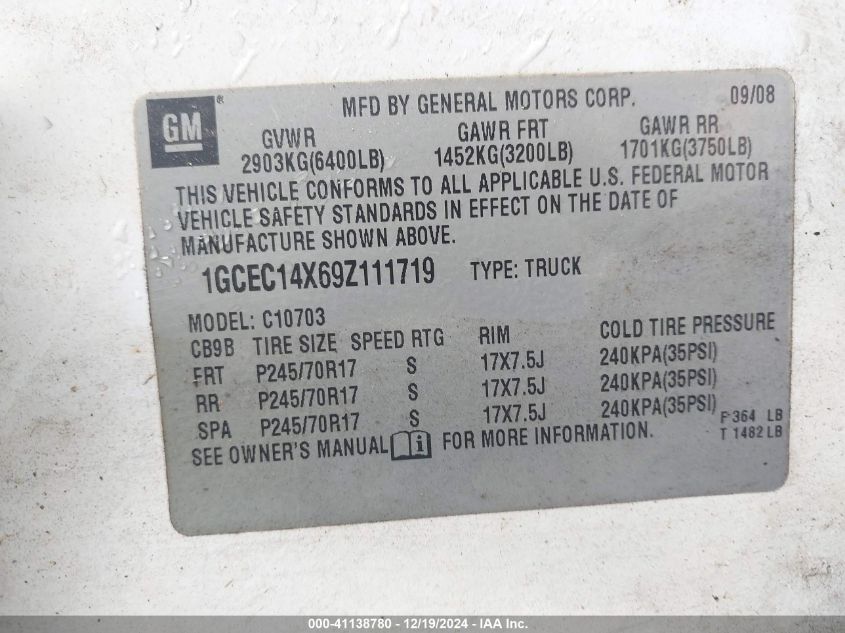 GM®
MFD BY GENERAL MOTORS CORP. 09/08
GVWR GAWR FRT GAWR RR
2903KG(6400LB) 1452KG(3200LB) 1701KG(3750LB)
THIS VEHICLE CONFORMS TO ALL APPLICABLE U.S. FEDERAL MOTOR
VEHICLE SAFETY STANDARDS IN EFFECT ON THE DATE OF
MANUFACTURE SHOWN ABOVE.
1GCEC14X69Z111719 TYPE: TRUCK
MODEL: C10703
CB9B TIRE SIZE SPEED RTG RIM COLD TIRE PRESSURE
FRT P245/70R17 S 17X7.5J 240KPA(35PSI)
RR P245/70R17 S 17X7.5J 240KPA(35PSI)
SPA P245/70R17 S 17X7.5J 240KPA(35PSI)
F 364 LB
T 1482 LB
SEE OWNER'S MANUAL i FOR MORE INFORMATION.
000-41138780 - 12/19/2024 - IAA Inc.